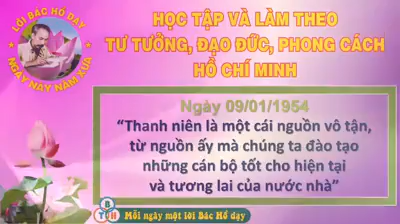 LỜI BÁC HỒ DẠY
NGÀY NÀY NĂM XƯA
HỌC TẬP VÀ LÀM THEO
TƯ TƯỞNG, ĐẠO ĐỨC, PHONG CÁCH
HỒ CHÍ MINH
Ngày 09/01/1954
“Thanh niên là một cái nguồn vô tận,
từ nguồn ấy mà chúng ta đào tạo
những cán bộ tốt cho hiện tại
và tương lai của nước nhà”
BTH Mỗi ngày một lời Bác Hồ dạy